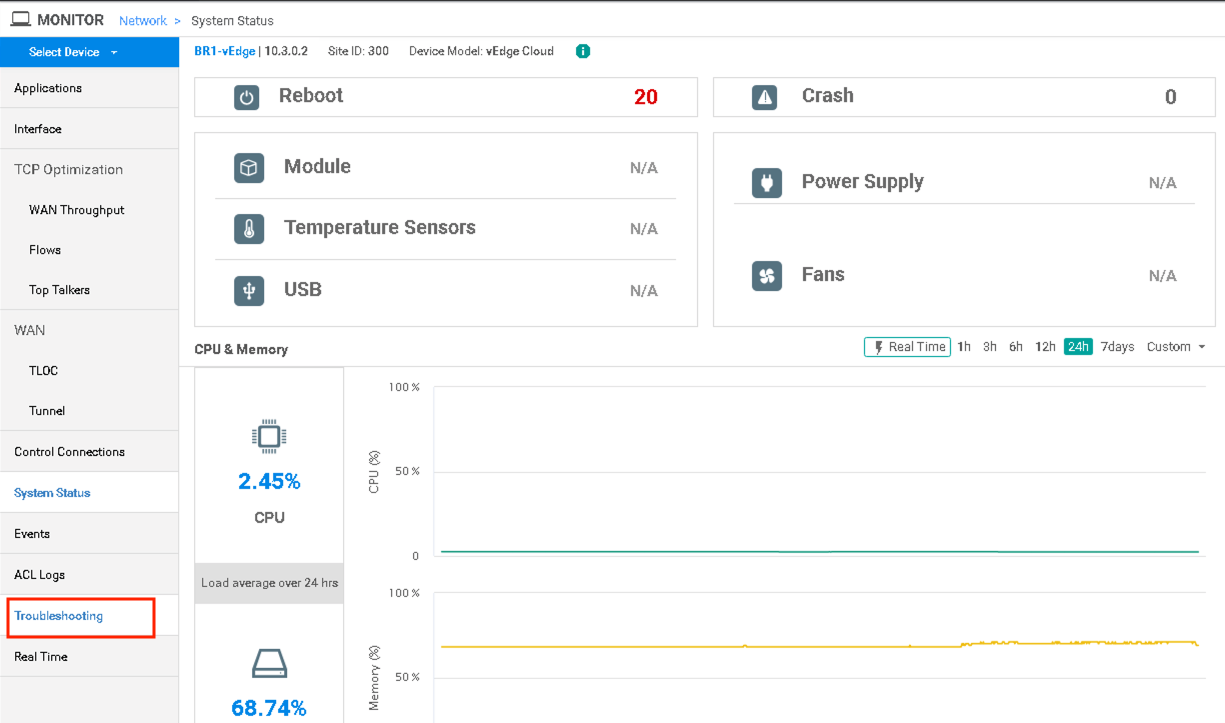 MONITOR Network > System Status
Select Device
BR1-vEdge | 10.3.0.2 Site ID: 300 Device Model: vEdge Cloud i
Applications
Interface
TCP Optimization
WAN Throughput
Flows
Top Talkers
WAN
TLOC
Tunnel
Control Connections
System Status
Events
ACL Logs
Troubleshooting
Real Time
Reboot 20
Crash 0
Module N/A
Temperature Sensors N/A
USB N/A
Power Supply N/A
Fans N/A
CPU & Memory
Real Time 1h 3h 6h 12h 24h 7days Custom
2.45%
CPU
Load average over 24 hrs
68.74%
CPU (%)
100 %
50 %
0
Memory (%)
100 %
50 %